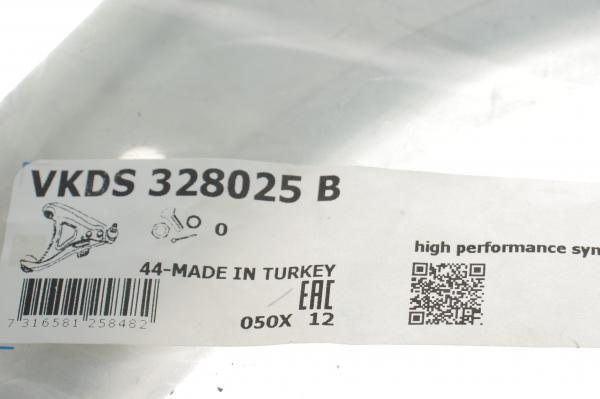 VKDS 328025 B
0
44-MADE IN TURKEY
EAC
7 316581 258482
050X 12
high performance syn